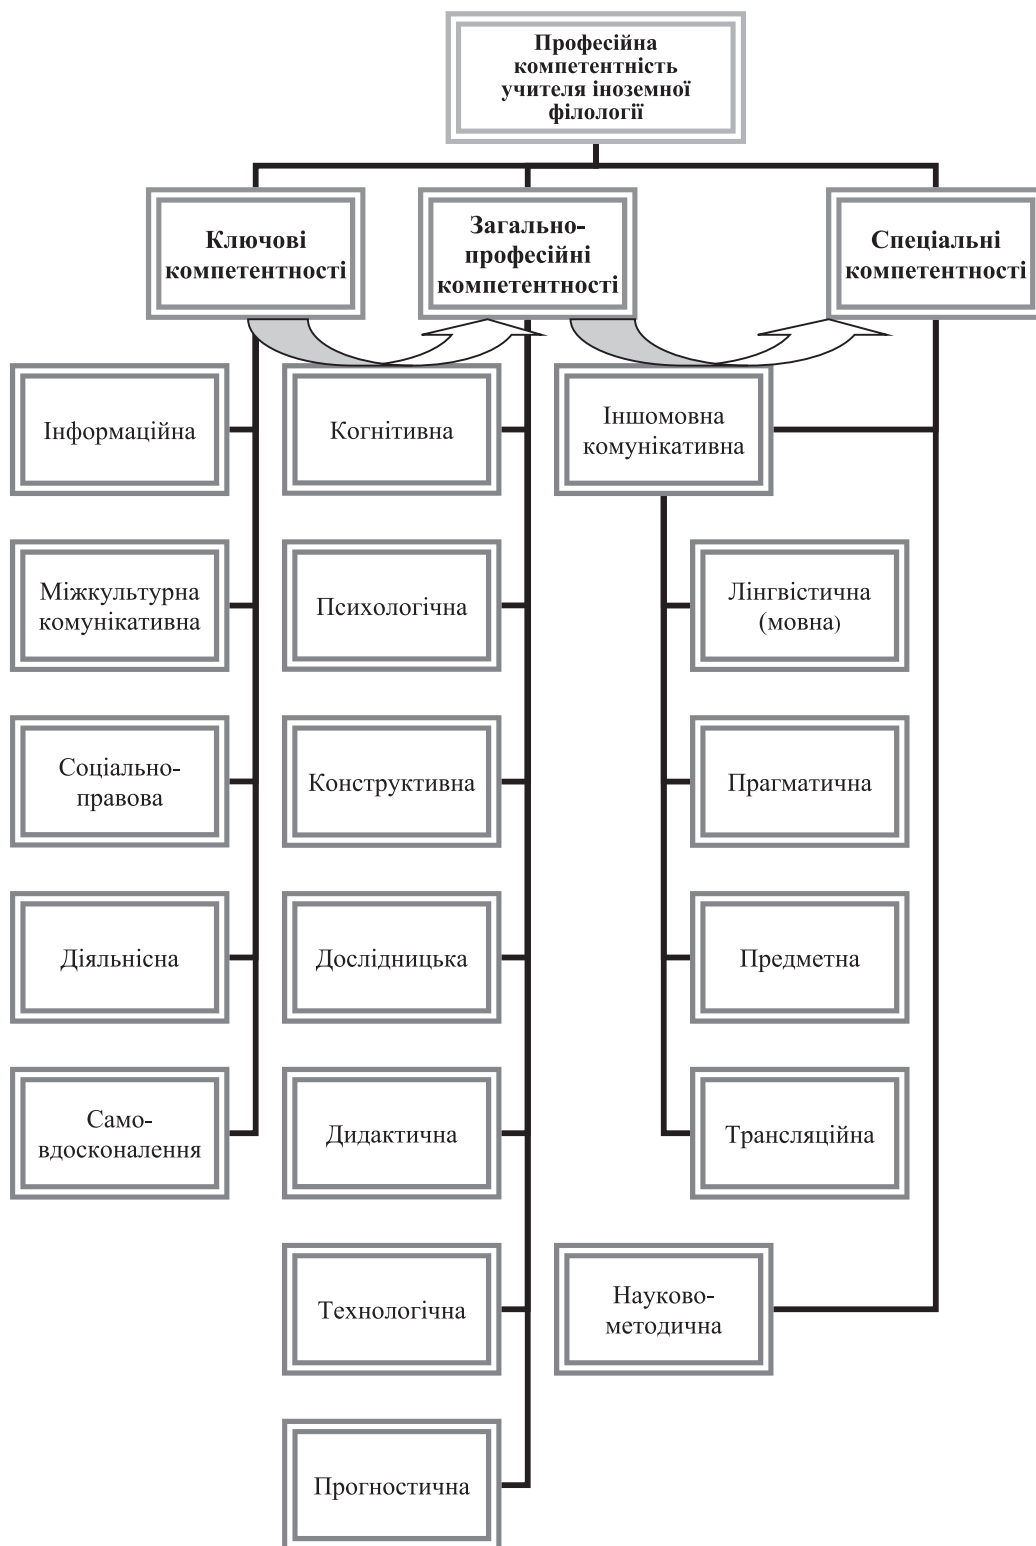 Професійна
компетентність
учителя іноземної
філології
Ключові
компетентності
Загально-
професійні
компетентності
Спеціальні
компетентності
Інформаційна
Міжкультурна
комунікативна
Соціально-
правова
Діяльнісна
Само-
вдосконалення
Когнітивна
Психологічна
Конструктивна
Дослідницька
Дидактична
Технологічна
Прогностична
Іншомовна
комунікативна
Лінгвістична
(мовна)
Прагматична
Предметна
Трансляційна
Науково-
методична